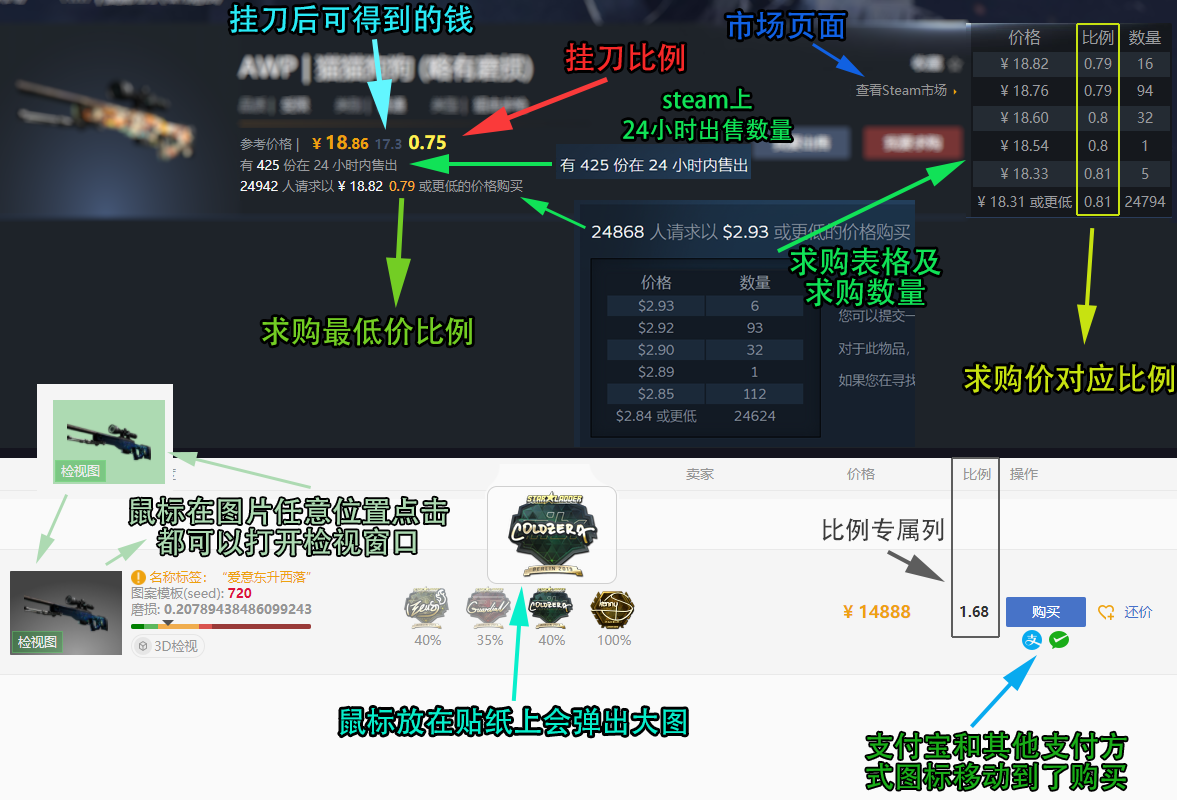 挂刀后可得到的钱
市场页面
挂刀比例
steam上
24小时出售数量
查看Steam市场
参考价格 | ¥ 18.86 17.3 0.75
有 425 份在 24 小时内售出
24942 人请求以 ¥ 18.82 0.79 或更低的价格购买
有 425 份在 24 小时内售出
价格 比例 数量
¥ 18.82 0.79 16
¥ 18.76 0.79 94
¥ 18.60 0.8 32
¥ 18.54 0.8 1
¥ 18.33 0.81 5
¥ 18.31 或更低 0.81 24794
24868 人请求以 $2.93 或更低的价格购买
价格 数量
$2.93 6
$2.92 93
$2.90 32
$2.89 1
$2.85 112
$2.84 或更低 24624
求购表格及
求购数量
您可以提交一
对于此物品,
如果您在寻找
求购最低价比例
求购价对应比例
检视图
卖家 价格 比例 操作
鼠标在图片任意位置点击
都可以打开检视窗口
STAR LADDER
COLDZERA
BERLIN 2019
比例专属列
检视图
名称标签: “爱意东升西落”
图案模板(seed): 720
磨损: 0.20789438486099243
3D检视
40% 35% 40% 100%
¥ 14888
1.68
购买
还价
支
鼠标放在贴纸上会弹出大图
支付宝和其他支付方
式图标移动到了购买